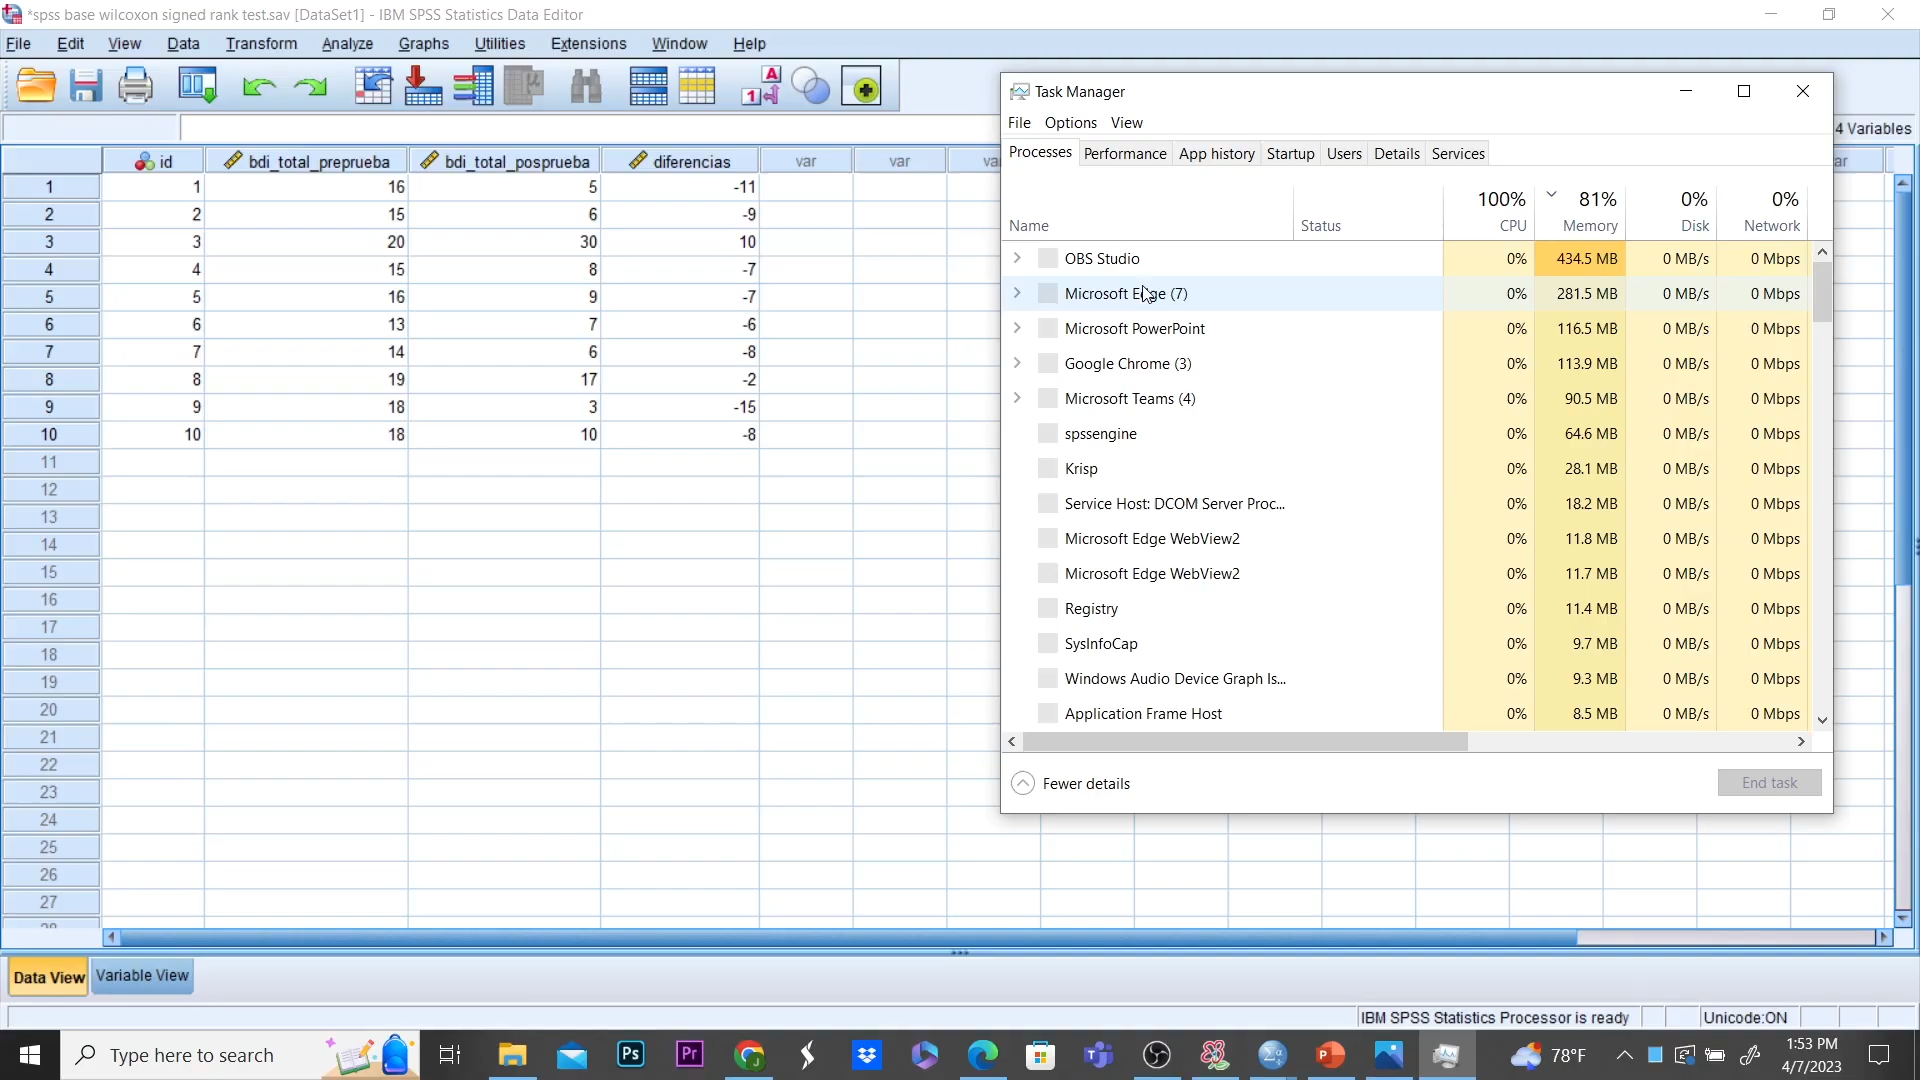 *spss base wilcoxon signed rank test.sav [DataSet1] - IBM SPSS Statistics Data Editor
File Edit View Data Transform Analyze Graphs Utilities Extensions Window Help
4 Variables
id bdi_total_preprueba bdi_total_posprueba diferencias var var
1 1 16 5 -11
2 2 15 6 -9
3 3 20 30 10
4 4 15 8 -7
5 5 16 9 -7
6 6 13 7 -6
7 7 14 6 -8
8 8 19 17 -2
9 9 18 3 -15
10 10 18 10 -8
11
12
13
14
15
16
17
18
19
20
21
22
23
24
25
26
27
28
Data View Variable View
IBM SPSS Statistics Processor is ready Unicode:ON
Task Manager
File Options View
Processes Performance App history Startup Users Details Services
100% 81% 0% 0%
Name Status CPU Memory Disk Network
OBS Studio 0% 434.5 MB 0 MB/s 0 Mbps
Microsoft Edge (7) 0% 281.5 MB 0 MB/s 0 Mbps
Microsoft PowerPoint 0% 116.5 MB 0 MB/s 0 Mbps
Google Chrome (3) 0% 113.9 MB 0 MB/s 0 Mbps
Microsoft Teams (4) 0% 90.5 MB 0 MB/s 0 Mbps
spssengine 0% 64.6 MB 0 MB/s 0 Mbps
Krisp 0% 28.1 MB 0 MB/s 0 Mbps
Service Host: DCOM Server Proc... 0% 18.2 MB 0 MB/s 0 Mbps
Microsoft Edge WebView2 0% 11.8 MB 0 MB/s 0 Mbps
Microsoft Edge WebView2 0% 11.7 MB 0 MB/s 0 Mbps
Registry 0% 11.4 MB 0 MB/s 0 Mbps
SysInfoCap 0% 9.7 MB 0 MB/s 0 Mbps
Windows Audio Device Graph Is... 0% 9.3 MB 0 MB/s 0 Mbps
Application Frame Host 0% 8.5 MB 0 MB/s 0 Mbps
Fewer details End task
Type here to search
Ps
Pr
78°F
1:53 PM
4/7/2023